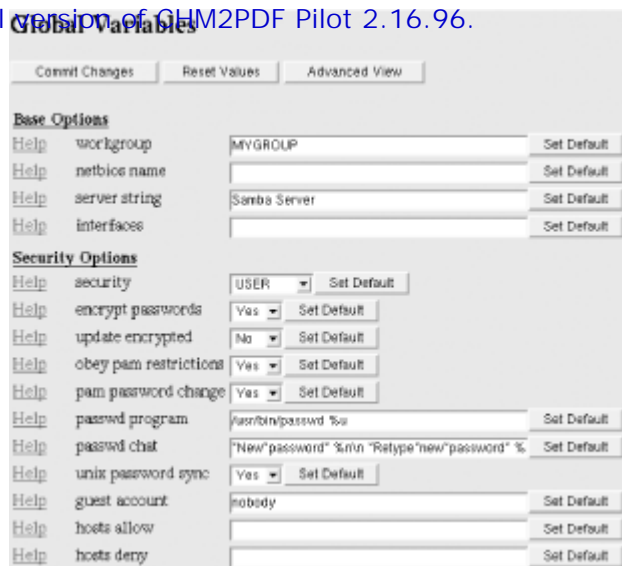 l version of CHM2PDF Pilot 2.16.96.
Global Variables
Commit Changes Reset Values Advanced View
Base Options
Help workgroup MYGROUP Set Default
Help netbios name Set Default
Help server string Samba Server Set Default
Help interfaces Set Default
Security Options
Help security USER Set Default
Help encrypt passwords Yes Set Default
Help update encrypted No Set Default
Help obey pam restrictions Yes Set Default
Help pam password change Yes Set Default
Help passwd program /usr/bin/passwd %u Set Default
Help passwd chat *New*password* %n\n *Retype*new*password* % Set Default
Help unix password sync Yes Set Default
Help guest account nobody Set Default
Help hosts allow Set Default
Help hosts deny Set Default